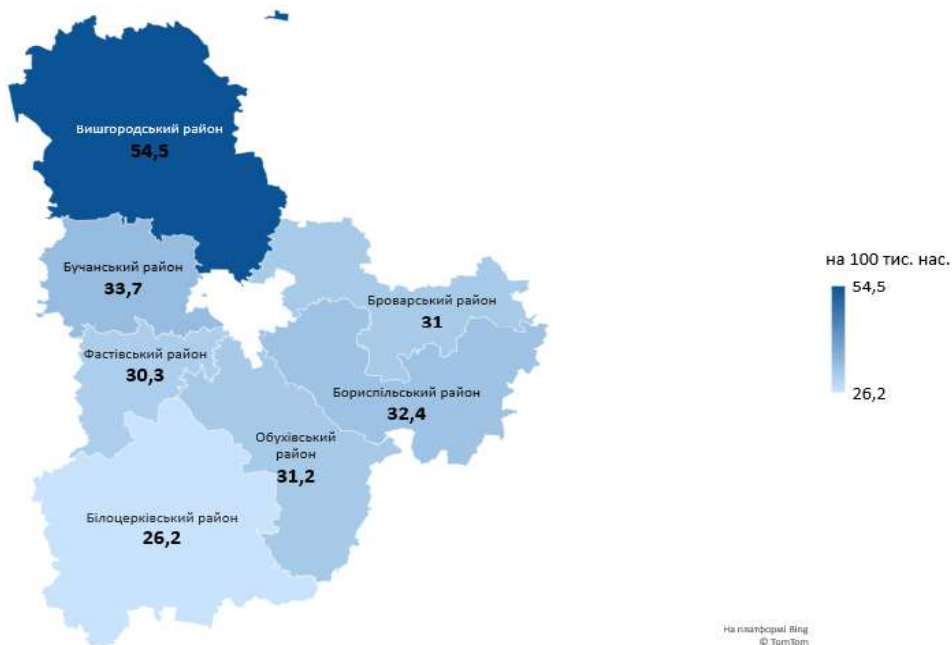 Вишгородський район
54,5
Бучанський район
33,7
на 100 тис. нас.
54,5
26,2
Броварський район
31
Фастівський район
30,3
Бориспільський район
32,4
Обухівський
район
31,2
Білоцерківський район
26,2
На платформі Bing
© TomTom